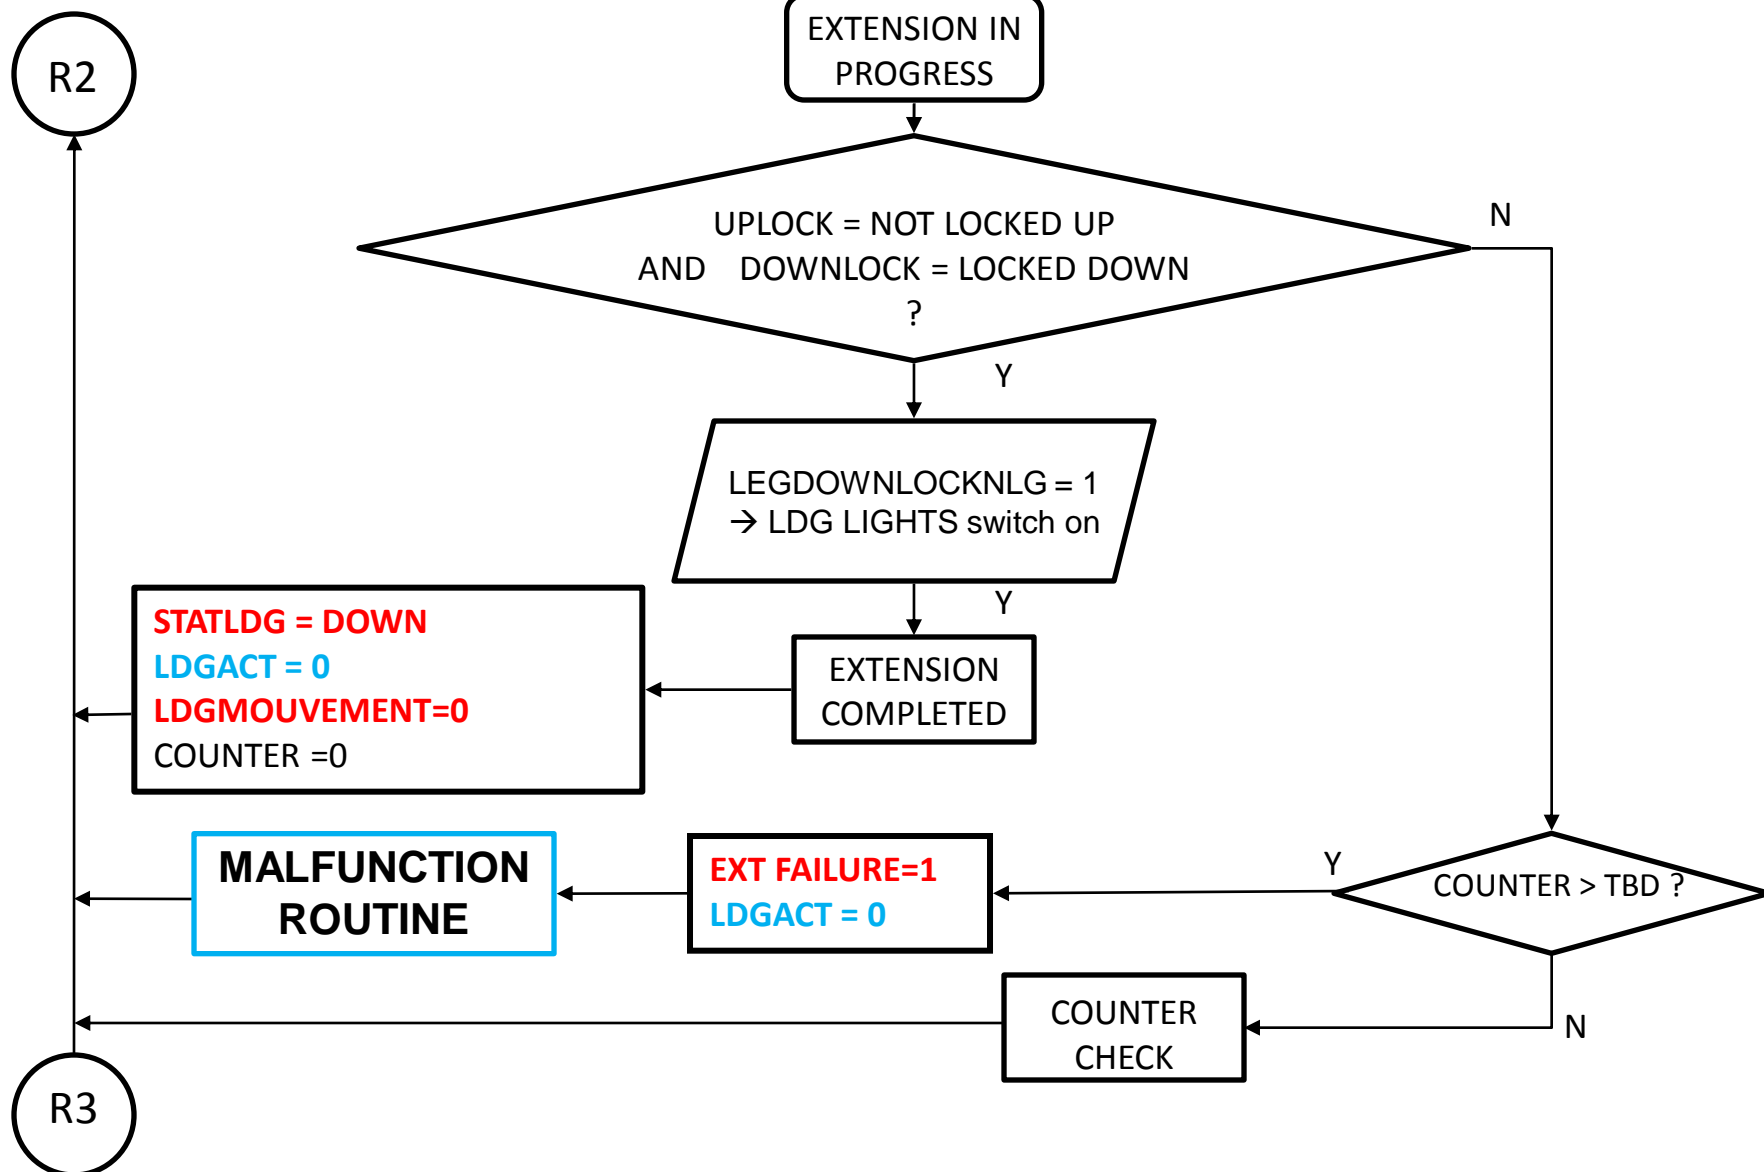 R2
EXTENSION IN
PROGRESS
UPLOCK = NOT LOCKED UP
AND DOWNLOCK = LOCKED DOWN
?
N
Y
LEGDOWNLOCKNLG = 1
→ LDG LIGHTS switch on
Y
STATLDG = DOWN
LDGACT = 0
LDGMOUVEMENT=0
COUNTER =0
EXTENSION
COMPLETED
MALFUNCTION
ROUTINE
EXT FAILURE=1
LDGACT = 0
Y
COUNTER > TBD ?
COUNTER
CHECK
N
R3